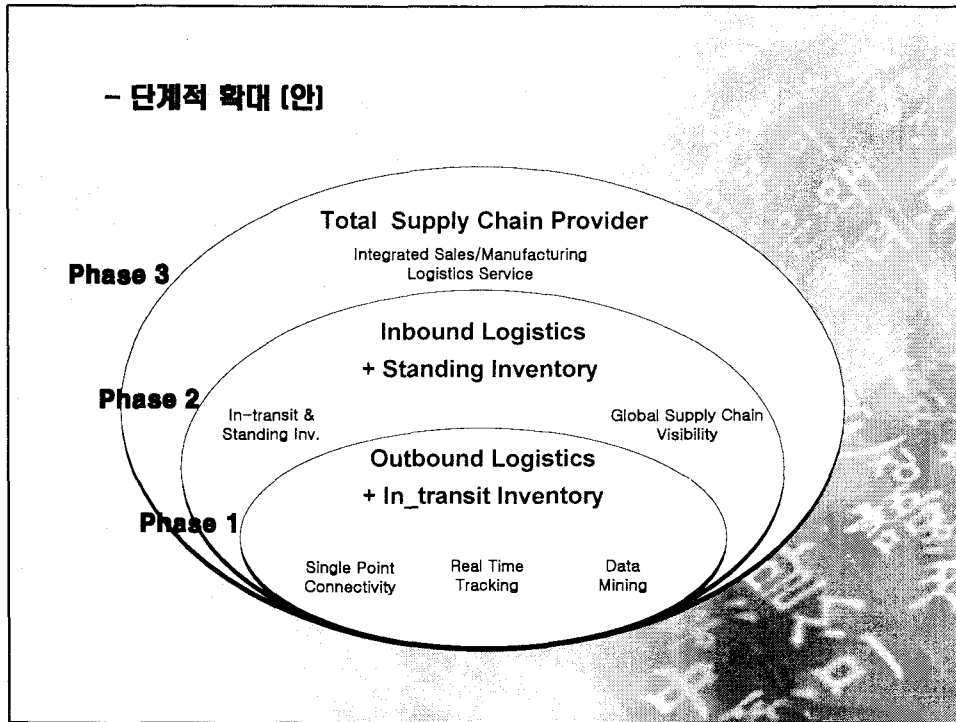 - 단계적 확대 (안)
Total Supply Chain Provider
Integrated Sales/Manufacturing
Logistics Service
Phase 3
Inbound Logistics
+ Standing Inventory
Phase 2
In-transit &
Standing Inv.
Global Supply Chain
Visibility
Outbound Logistics
+ In_transit Inventory
Phase 1
Single Point
Connectivity
Real Time
Tracking
Data
Mining